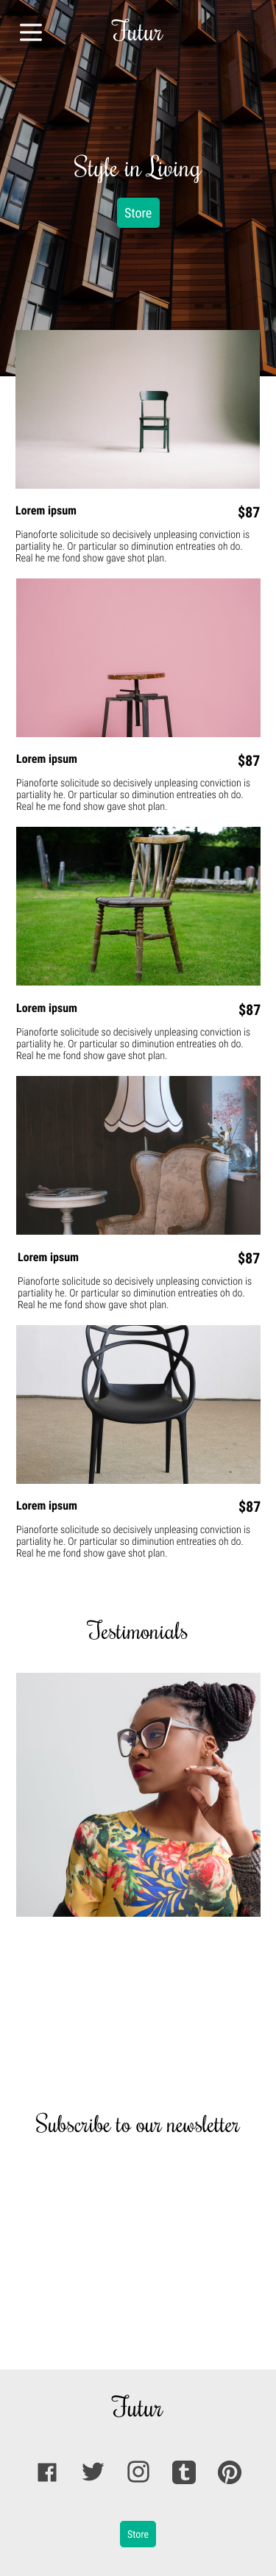 Futur
Style in Living
Store
Lorem ipsum $87
Pianoforte solicitude so decisively unpleasing conviction is
partiality he. Or particular so diminution entreaties oh do.
Real he me fond show gave shot plan.
Lorem ipsum $87
Pianoforte solicitude so decisively unpleasing conviction is
partiality he. Or particular so diminution entreaties oh do.
Real he me fond show gave shot plan.
Lorem ipsum $87
Pianoforte solicitude so decisively unpleasing conviction is
partiality he. Or particular so diminution entreaties oh do.
Real he me fond show gave shot plan.
Lorem ipsum $87
Pianoforte solicitude so decisively unpleasing conviction is
partiality he. Or particular so diminution entreaties oh do.
Real he me fond show gave shot plan.
Lorem ipsum $87
Pianoforte solicitude so decisively unpleasing conviction is
partiality he. Or particular so diminution entreaties oh do.
Real he me fond show gave shot plan.
Testimonials
Subscribe to our newsletter
Futur
Store